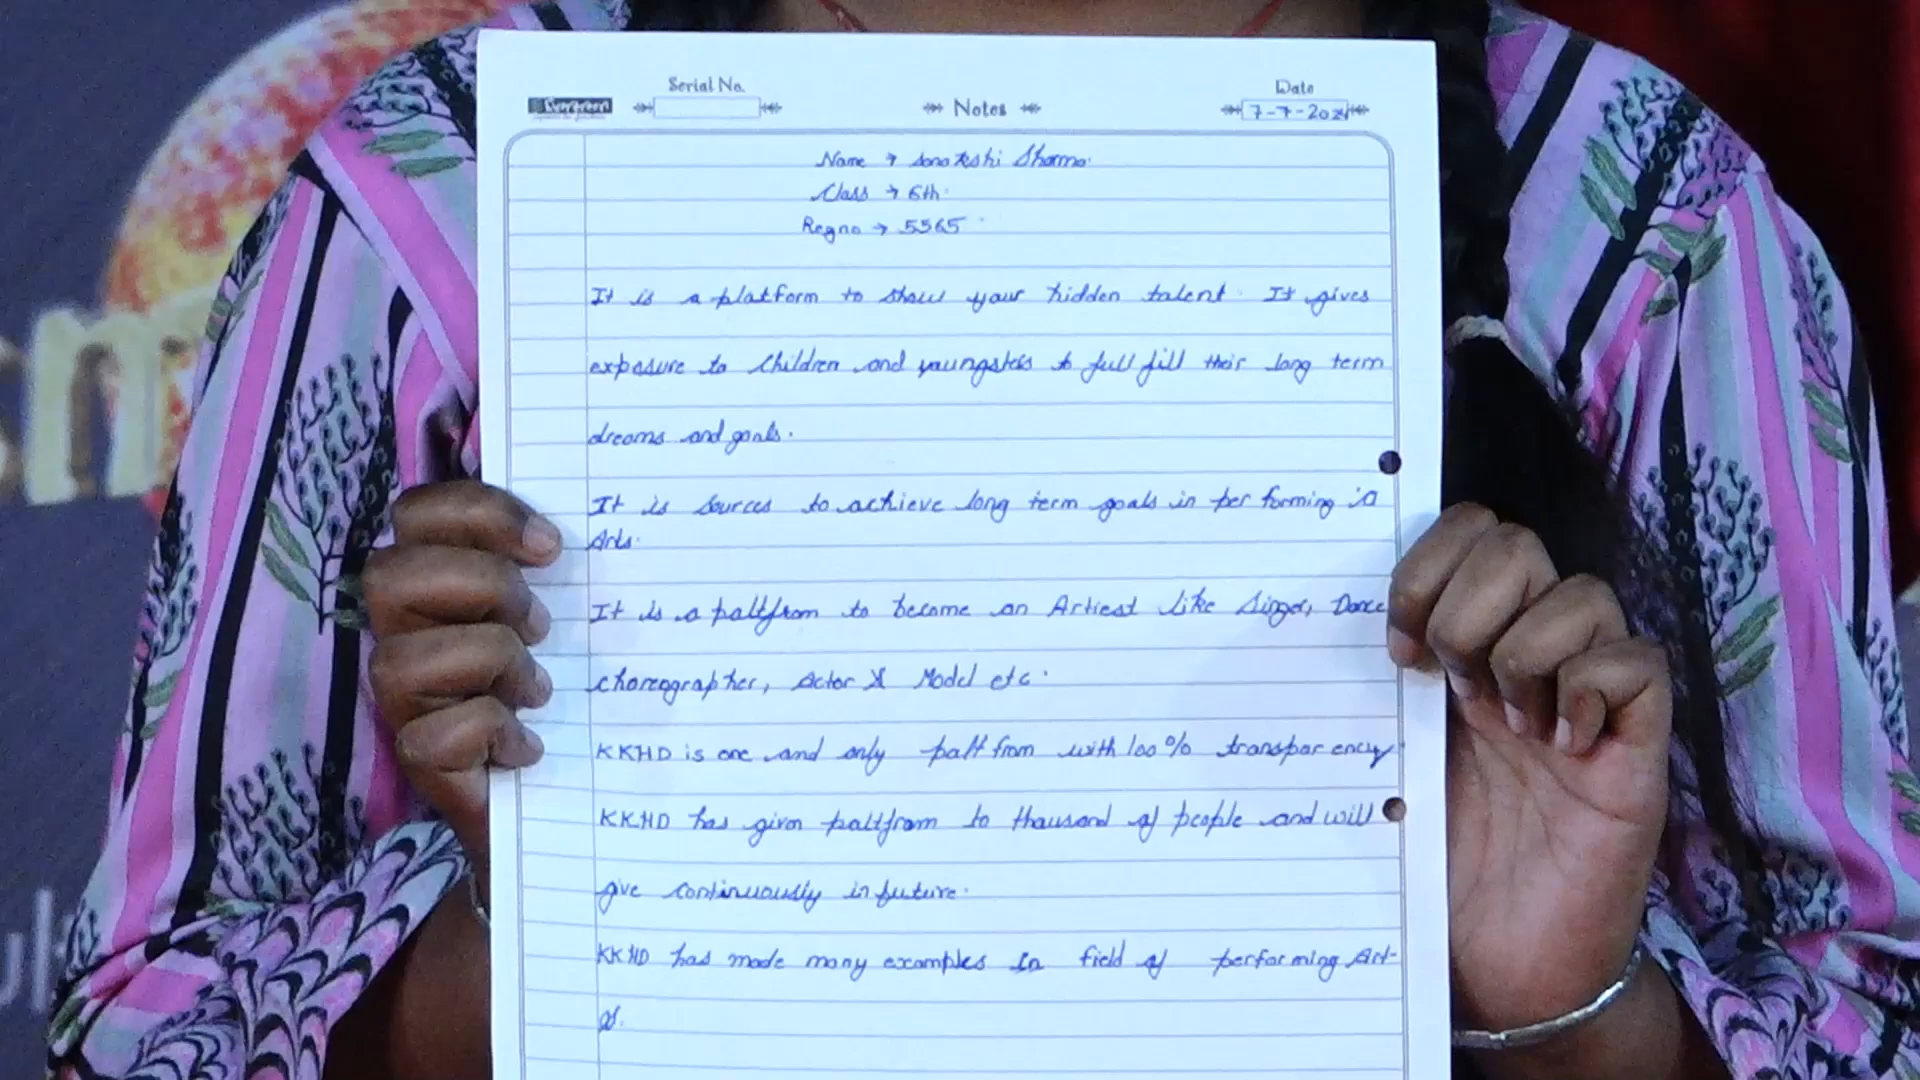 Serial No.
Evergreen
Notes
Date
7-7-2024
Name → Sonakshi Sharma.
Class → 6th.
Regno → 5565
It is a platform to show your hidden talent. It gives
exposure to children and youngsters to full fill their long term
dreams and goals.
It is sources to achieve long term goals in per forming in
Arts.
It is a paltfrom to become an Artiest like Singer, Dance
choreographer, Actor & Model etc.
KKHD is one and only paltfrom with 100% transparency
KKHD has given paltfrom to thousand of people and will
give continuously in future.
KKHD has made many examples in field of performing Art-
s.